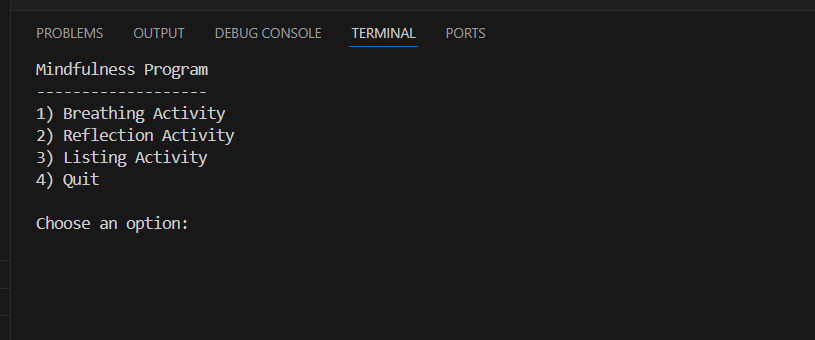 PROBLEMS OUTPUT DEBUG CONSOLE TERMINAL PORTS
Mindfulness Program
-------------------
1) Breathing Activity
2) Reflection Activity
3) Listing Activity
4) Quit
Choose an option: